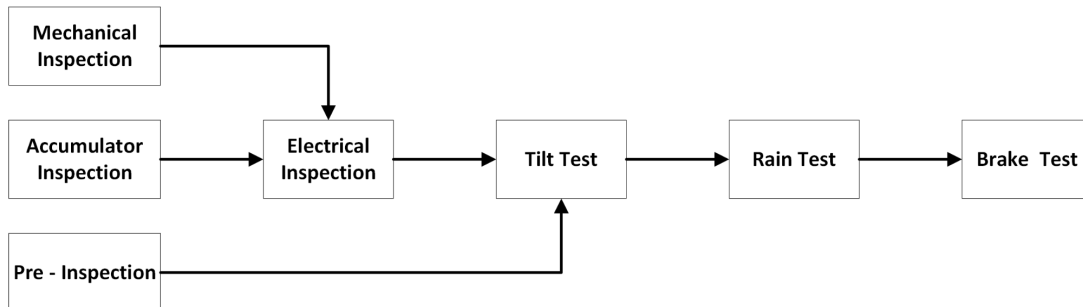 Mechanical
Inspection
Accumulator
Inspection
Electrical
Inspection
Tilt Test
Rain Test
Brake Test
Pre - Inspection